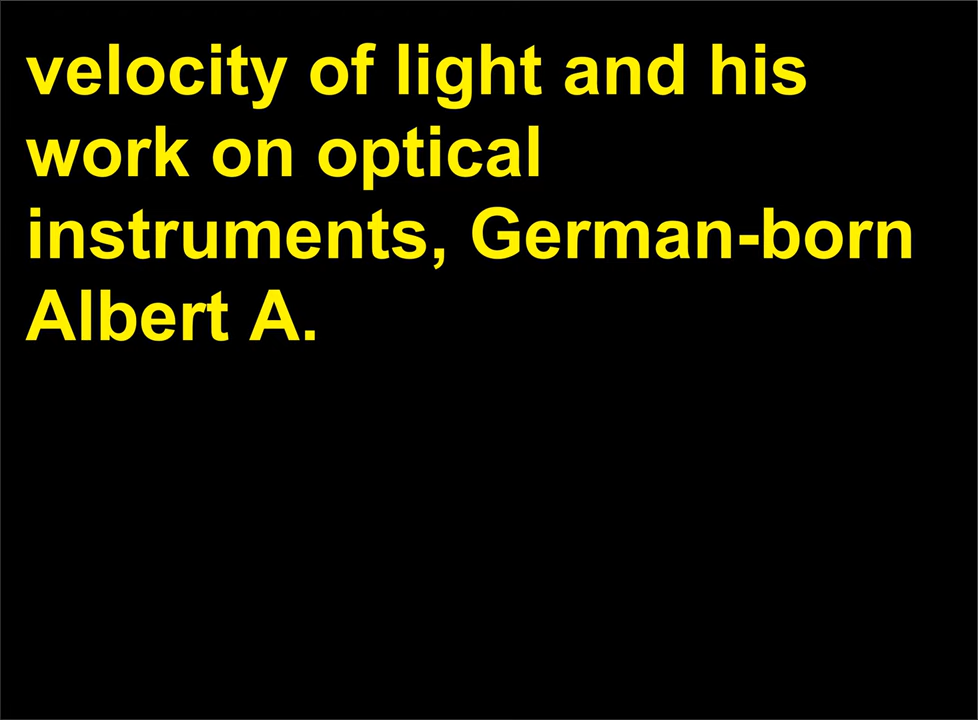 velocity of light and his
work on optical
instruments, German-born
Albert A.